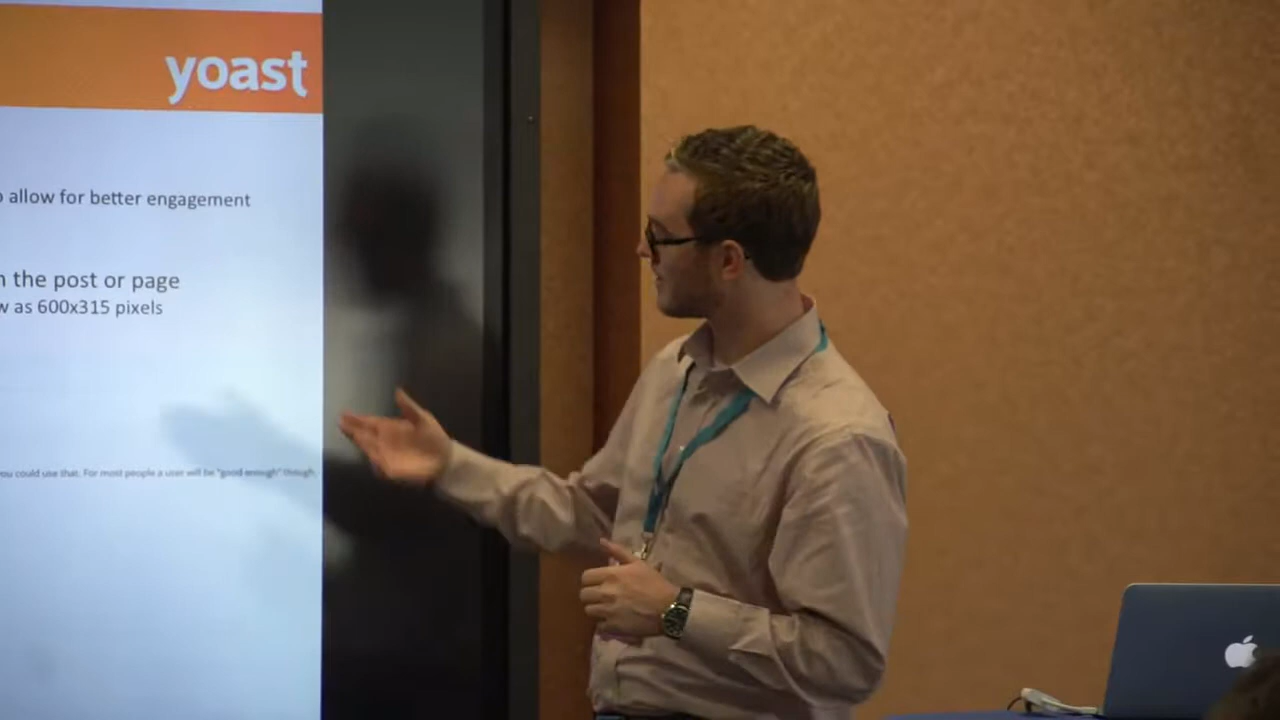 yoast
allow for better engagement
the post or page
as 600x315 pixels
you could use that. For most people a user will be "good enough" though.